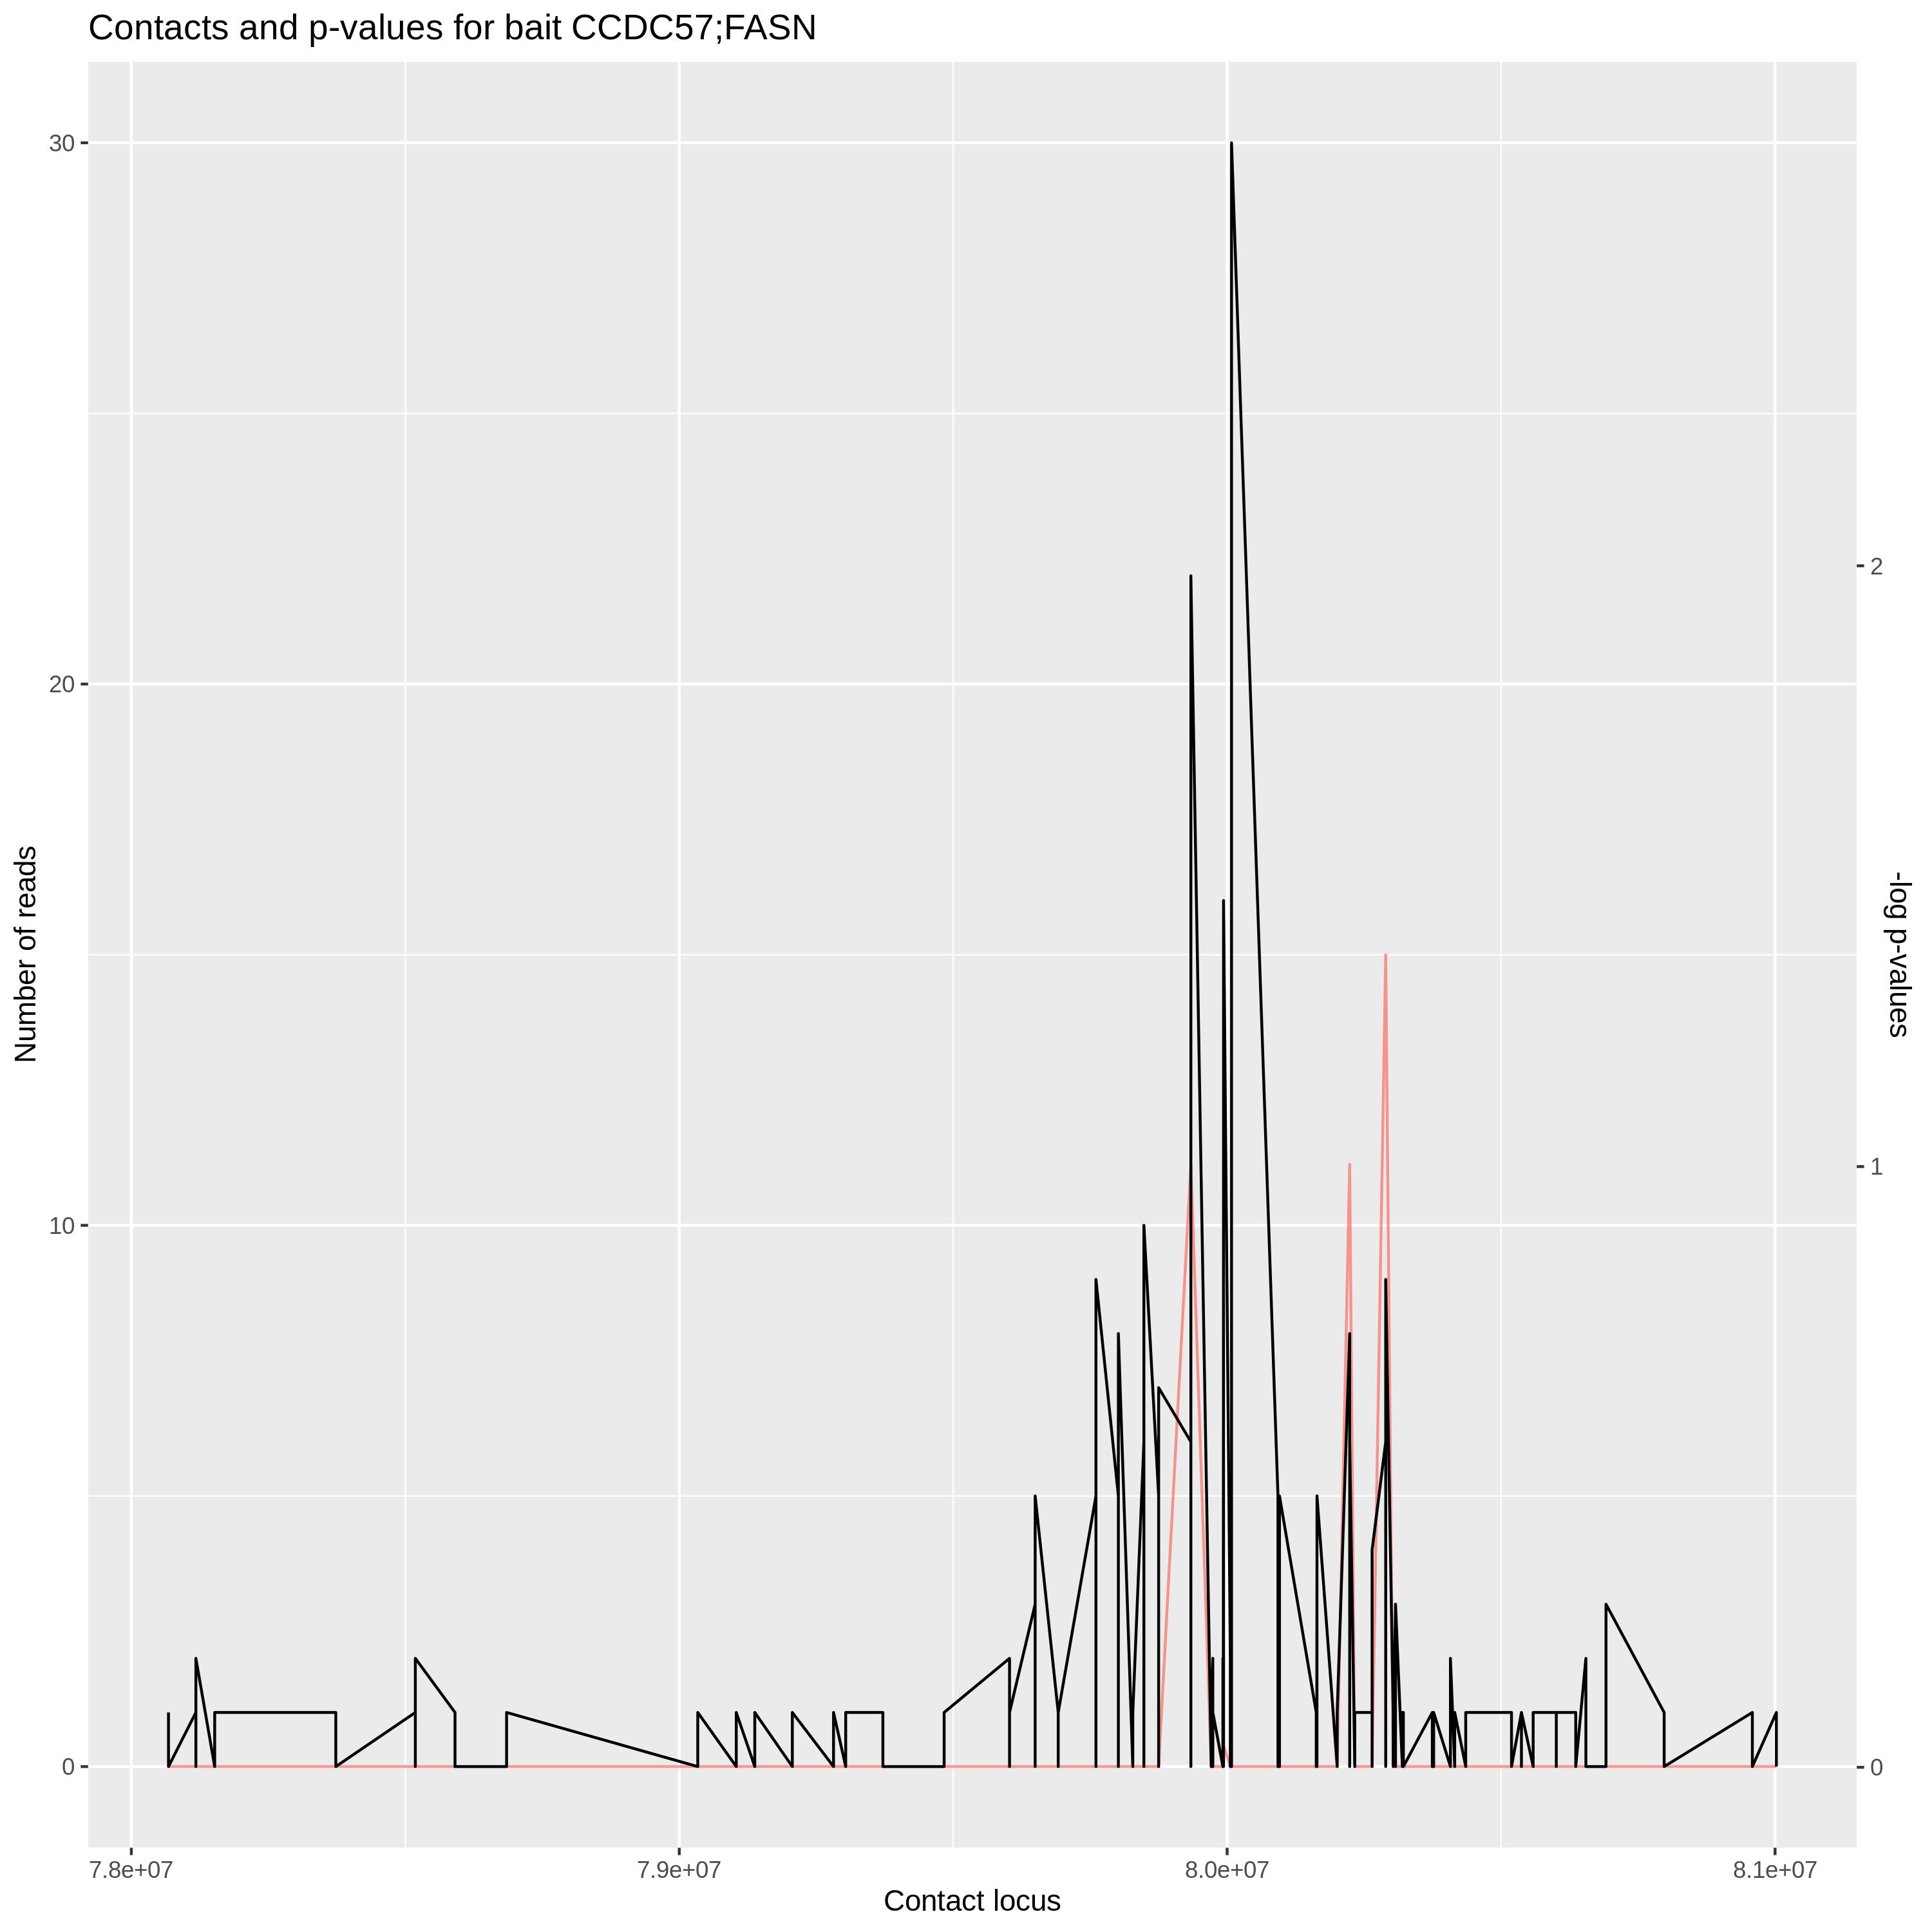 Contacts and p-values for bait CCDC57;FASN
30
20
10
0
Number of reads
2
1
0
-log p-values
7.8e+07
7.9e+07
8.0e+07
8.1e+07
Contact locus